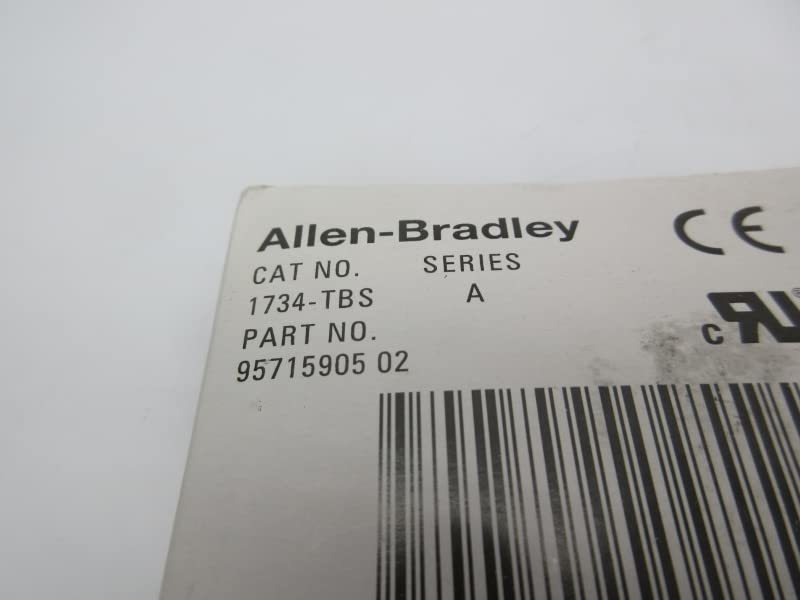 Allen-Bradley
CE
CAT NO. SERIES
1734-TBS A
PART NO.
95715905 02
c